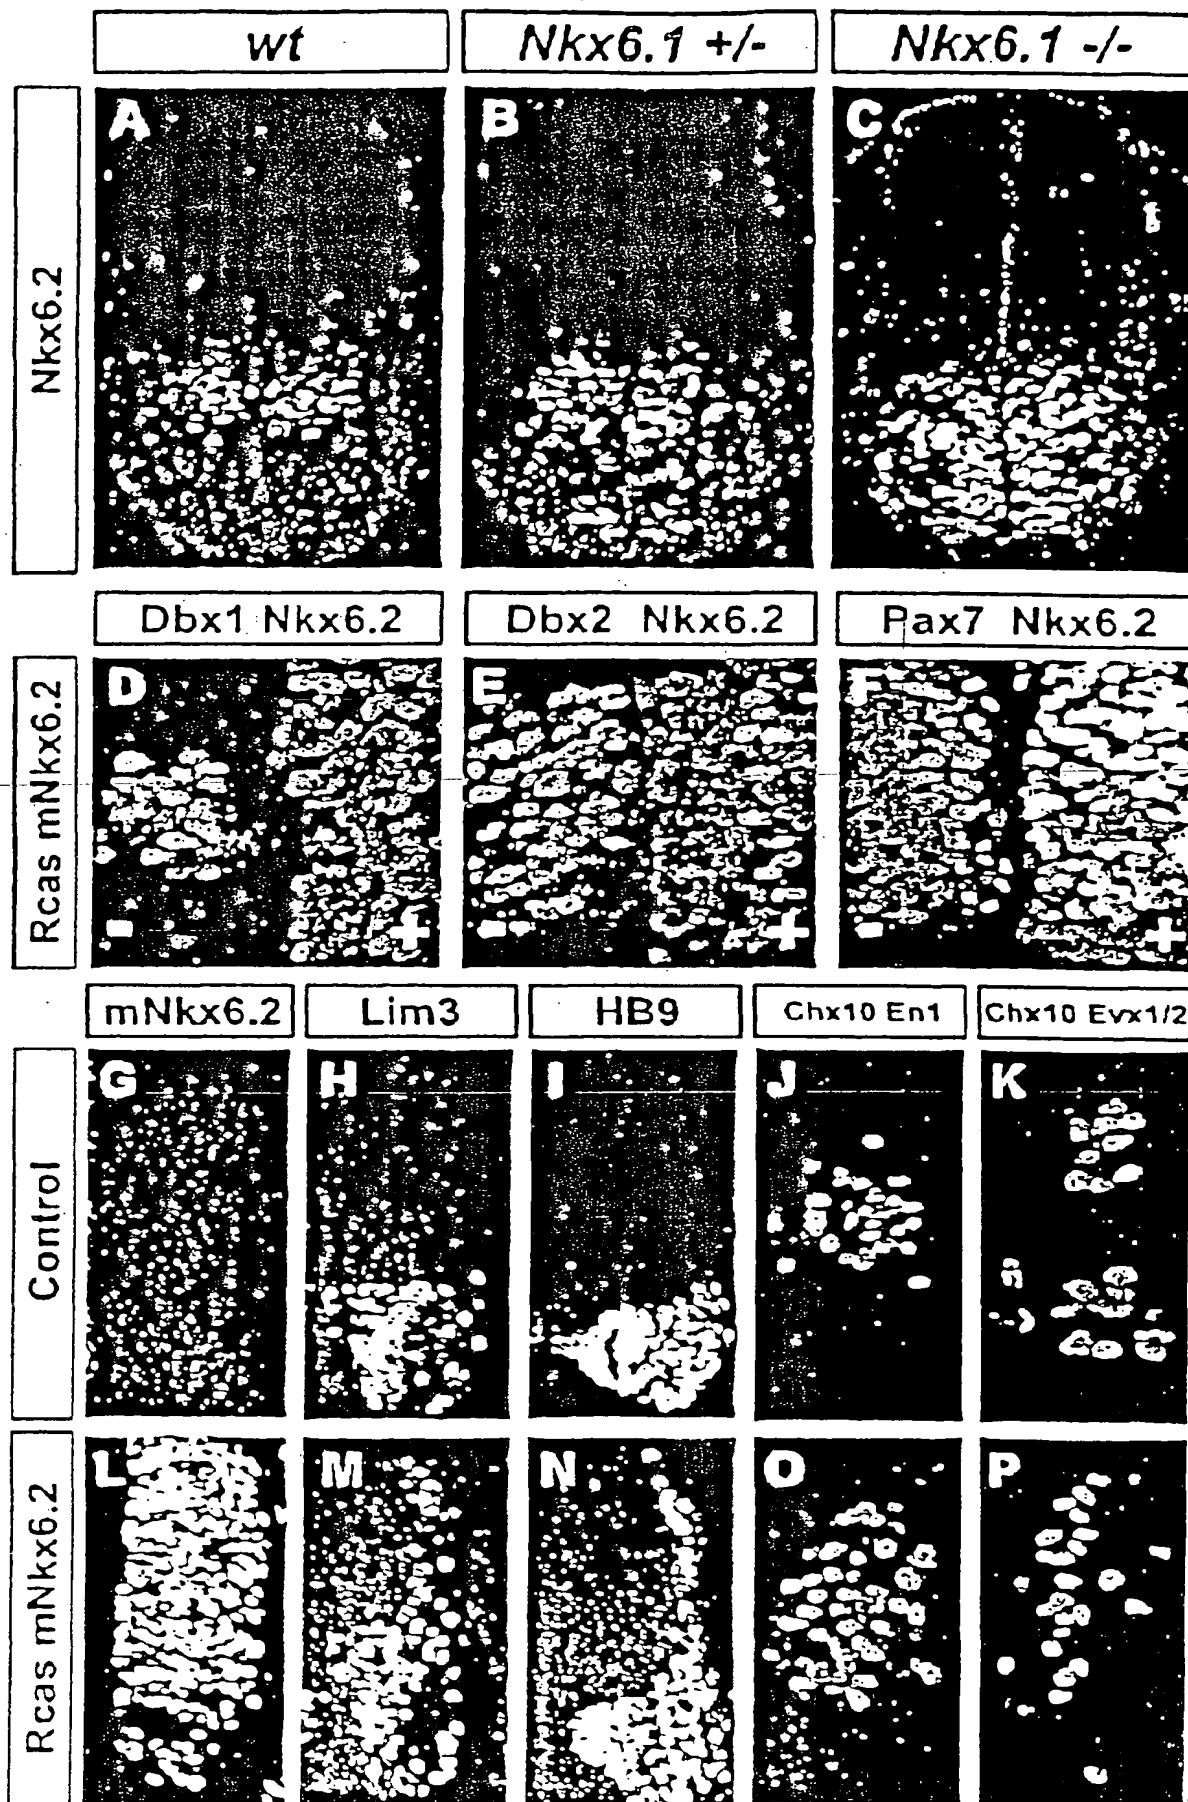 wt Nkx6.1 +/- Nkx6.1 -/-
Nkx6.2
A B C
Dbx1 Nkx6.2 Dbx2 Nkx6.2 Pax7 Nkx6.2
Rcas mNkx6.2
D E F
- + - + - +
mNkx6.2 Lim3 HB9 Chx10 En1 Chx10 Evx1/2
Control
G H I J K
Rcas mNkx6.2
L M N O P